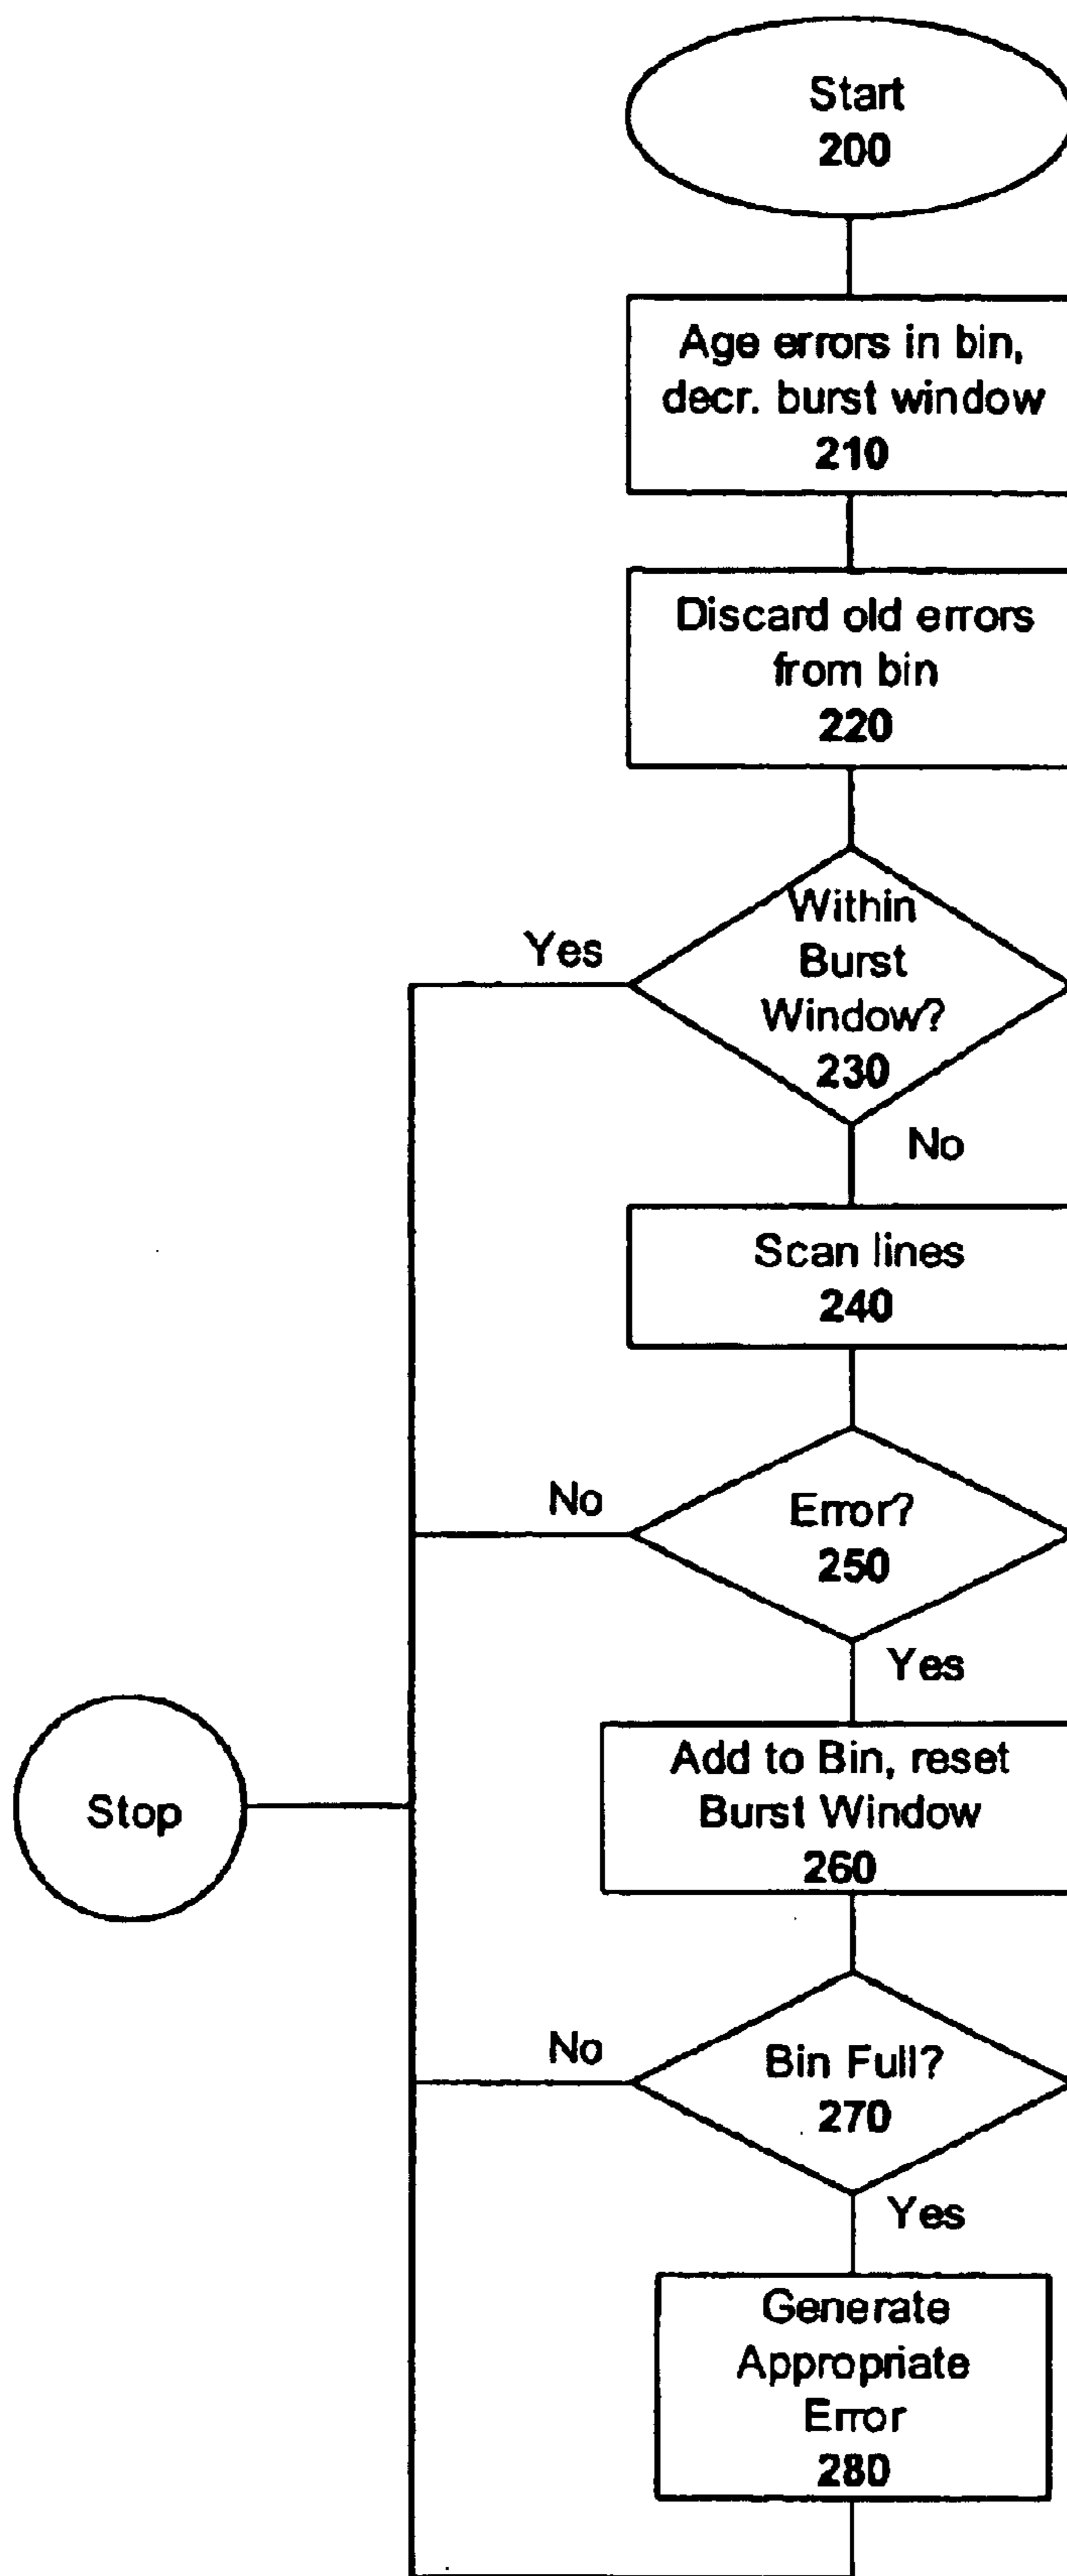 Start
200
Age errors in bin,
decr. burst window
210
Discard old errors
from bin
220
Within
Burst
Window?
230
Yes
No
Scan lines
240
Error?
250
No
Yes
Add to Bin, reset
Burst Window
260
Stop
Bin Full?
270
No
Yes
Generate
Appropriate
Error
280